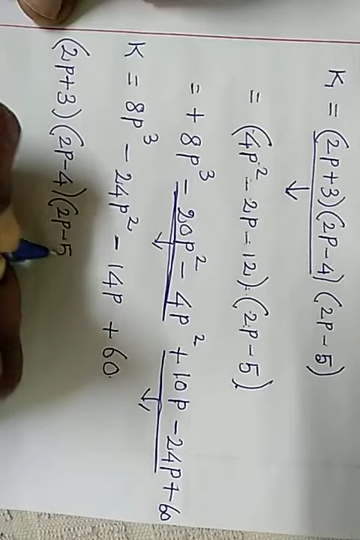 K = (2p+3)(2p-4)(2p-5)
= (4p² - 2p - 12)(2p - 5)
= + 8p³ - 20p² - 4p² + 10p - 24p + 60
K = 8p³ - 24p² - 14p + 60
(2p+3)(2p-4)(2p-5